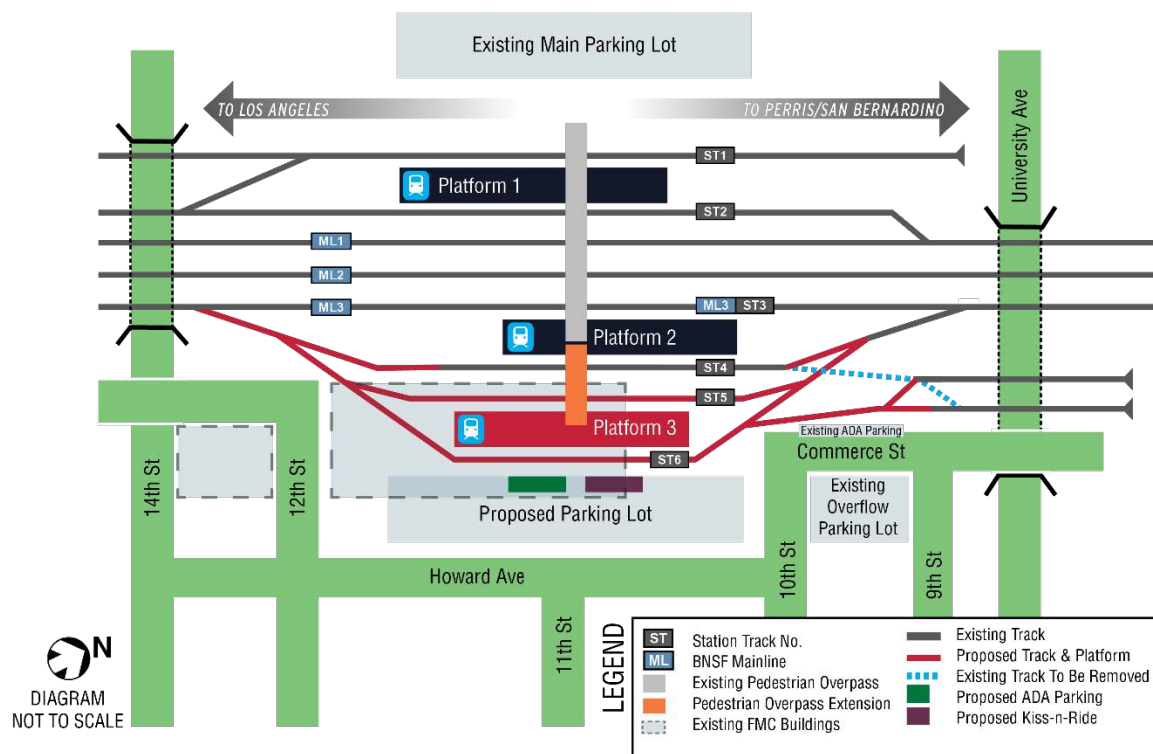 Existing Main Parking Lot
TO LOS ANGELES
TO PERRIS/SAN BERNARDINO
University Ave
ST1
Platform 1
ST2
ML1
ML2
ML3
ML3 ST3
Platform 2
ST4
ST5
Platform 3
ST6
Existing ADA Parking
Commerce St
14th St
12th St
Proposed Parking Lot
Existing
Overflow
Parking Lot
10th St
9th St
Howard Ave
11th St
N
DIAGRAM
NOT TO SCALE
LEGEND
ST Station Track No.
ML BNSF Mainline
Existing Pedestrian Overpass
Pedestrian Overpass Extension
Existing FMC Buildings
Existing Track
Proposed Track & Platform
Existing Track To Be Removed
Proposed ADA Parking
Proposed Kiss-n-Ride